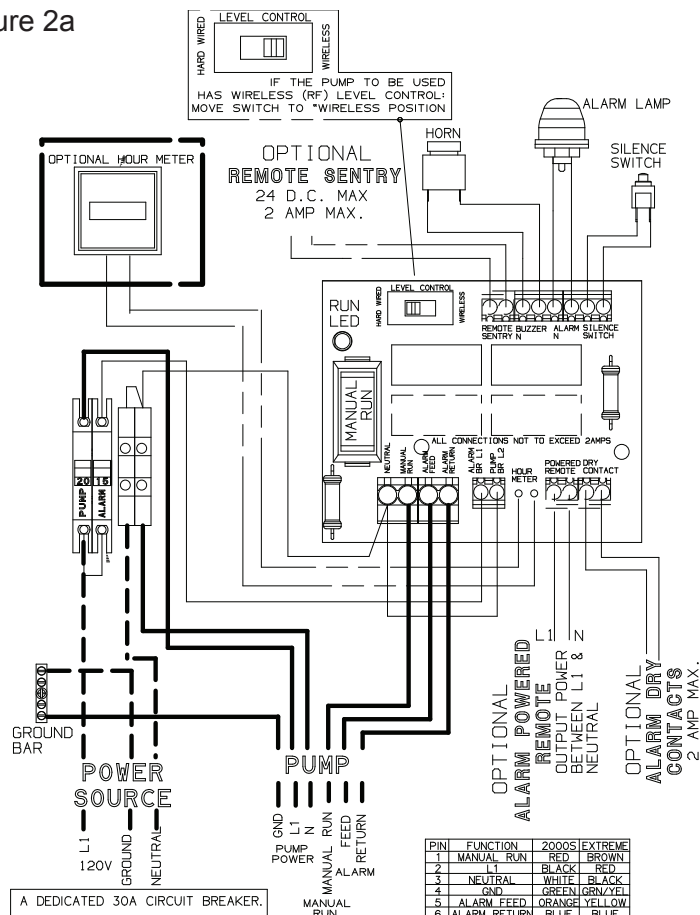 ure 2a
LEVEL CONTROL
HARD WIRED
WIRELESS
IF THE PUMP TO BE USED
HAS WIRELESS (RF) LEVEL CONTROL:
MOVE SWITCH TO "WIRELESS POSITION
OPTIONAL HOUR METER
OPTIONAL
REMOTE SENTRY
24 D.C. MAX
2 AMP MAX.
HORN
ALARM LAMP
SILENCE
SWITCH
RUN
LED
LEVEL CONTROL
HARD WIRED
WIRELESS
REMOTE BUZZER ALARM SILENCE
SENTRY N N SWITCH
MANUAL
RUN
ALL CONNECTIONS NOT TO EXCEED 2AMPS
NEUTRAL
MANUAL
RUN
ALARM
FEED
ALARM
RETURN
ALARM
BR L1
PUMP
BR L2
HOUR
METER
POWERED DRY
REMOTE CONTACT
20 15
PUMP
ALARM
GROUND
BAR
POWER
SOURCE
L1
120V
GROUND
NEUTRAL
PUMP
GND
L1
N
PUMP
POWER
MANUAL RUN
FEED
RETURN
ALARM
MANUAL
RUN
OPTIONAL
ALARM POWERED
REMOTE
OUTPUT POWER
BETWEEN L1 &
NEUTRAL
L1
N
OPTIONAL
ALARM DRY
CONTACTS
2 AMP MAX.
A DEDICATED 30A CIRCUIT BREAKER.
PIN FUNCTION 2000S EXTREME
1 MANUAL RUN RED BROWN
2 L1 BLACK RED
3 NEUTRAL WHITE BLACK
4 GND GREEN GRN/YEL
5 ALARM FEED ORANGE YELLOW
6 ALARM RETURN BLUE BLUE